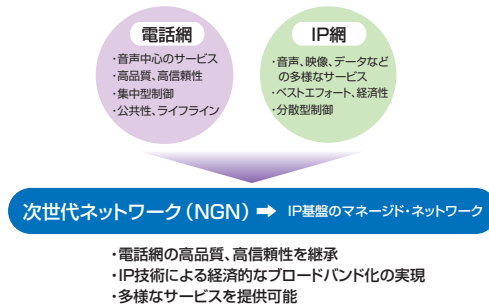 電話網
・音声中心のサービス
・高品質、高信頼性
・集中型制御
・公共性、ライフライン
IP網
・音声、映像、データなど
の多様なサービス
・ベストエフォート、経済性
・分散型制御
次世代ネットワーク（NGN）➡ IP基盤のマネージド・ネットワーク
・電話網の高品質、高信頼性を継承
・IP技術による経済的なブロードバンド化の実現
・多様なサービスを提供可能